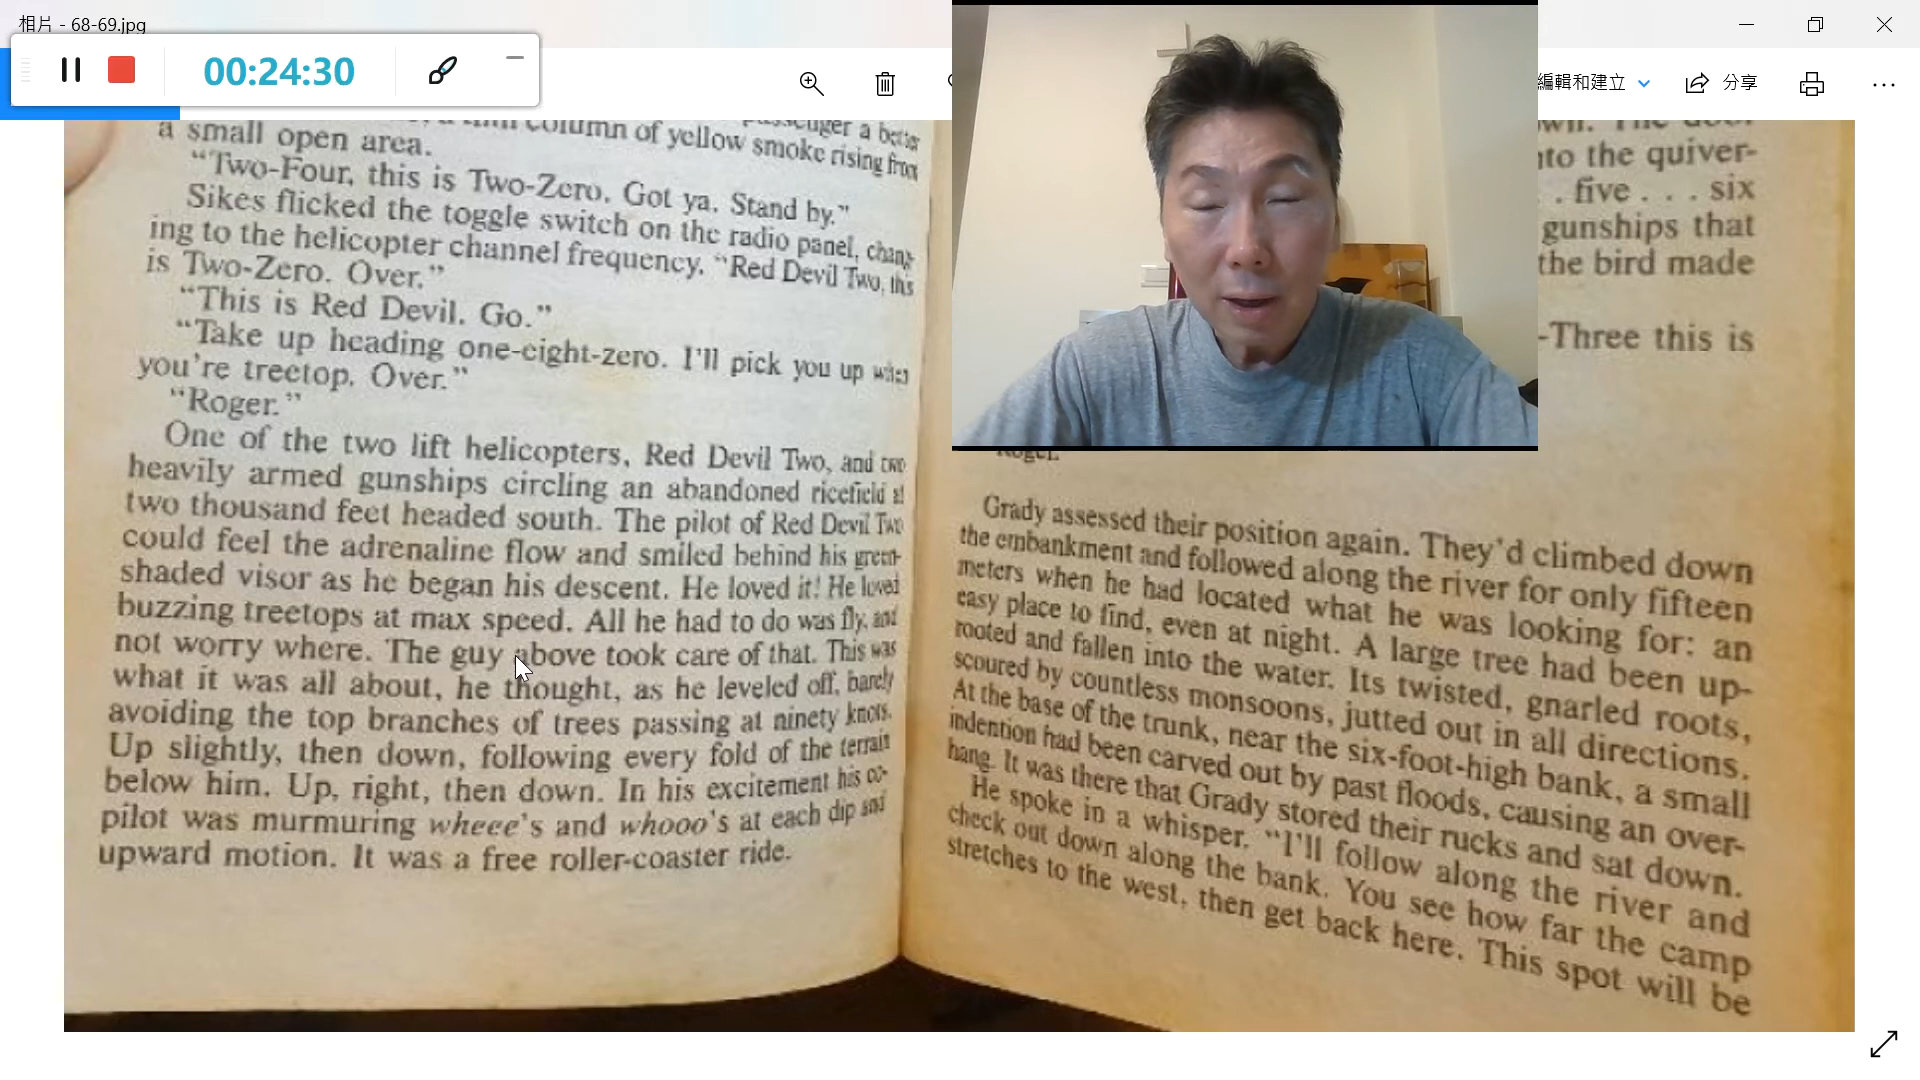 相片 - 68-69.jpg
00:24:30
編輯和建立
分享
column of yellow smoke rising from
a small open area.
“Two-Four, this is Two-Zero. Got ya. Stand by.”
Sikes flicked the toggle switch on the radio panel, chang-
ing to the helicopter channel frequency. “Red Devil Two, this
is Two-Zero. Over.”
“This is Red Devil. Go.”
“Take up heading one-eight-zero. I'll pick you up when
you're treetop. Over.”
“Roger.”
One of the two lift helicopters, Red Devil Two, and two
heavily armed gunships circling an abandoned ricefield at
two thousand feet headed south. The pilot of Red Devil Two
could feel the adrenaline flow and smiled behind his green-
shaded visor as he began his descent. He loved it! He loved
buzzing treetops at max speed. All he had to do was fly, and
not worry where. The guy above took care of that. This was
what it was all about, he thought, as he leveled off, barely
avoiding the top branches of trees passing at ninety knots.
Up slightly, then down, following every fold of the terrain
below him. Up, right, then down. In his excitement his co-
pilot was murmuring wheee's and whooo's at each dip and
upward motion. It was a free roller-coaster ride.
to the quiver-
. five . . . six
gunships that
the bird made
-Three this is
Roger.
Grady assessed their position again. They'd climbed down
the embankment and followed along the river for only fifteen
meters when he had located what he was looking for: an
easy place to find, even at night. A large tree had been up-
rooted and fallen into the water. Its twisted, gnarled roots,
scoured by countless monsoons, jutted out in all directions.
At the base of the trunk, near the six-foot-high bank, a small
indention had been carved out by past floods, causing an over-
hang. It was there that Grady stored their rucks and sat down.
He spoke in a whisper. “I'll follow along the river and
check out down along the bank. You see how far the camp
stretches to the west, then get back here. This spot will be